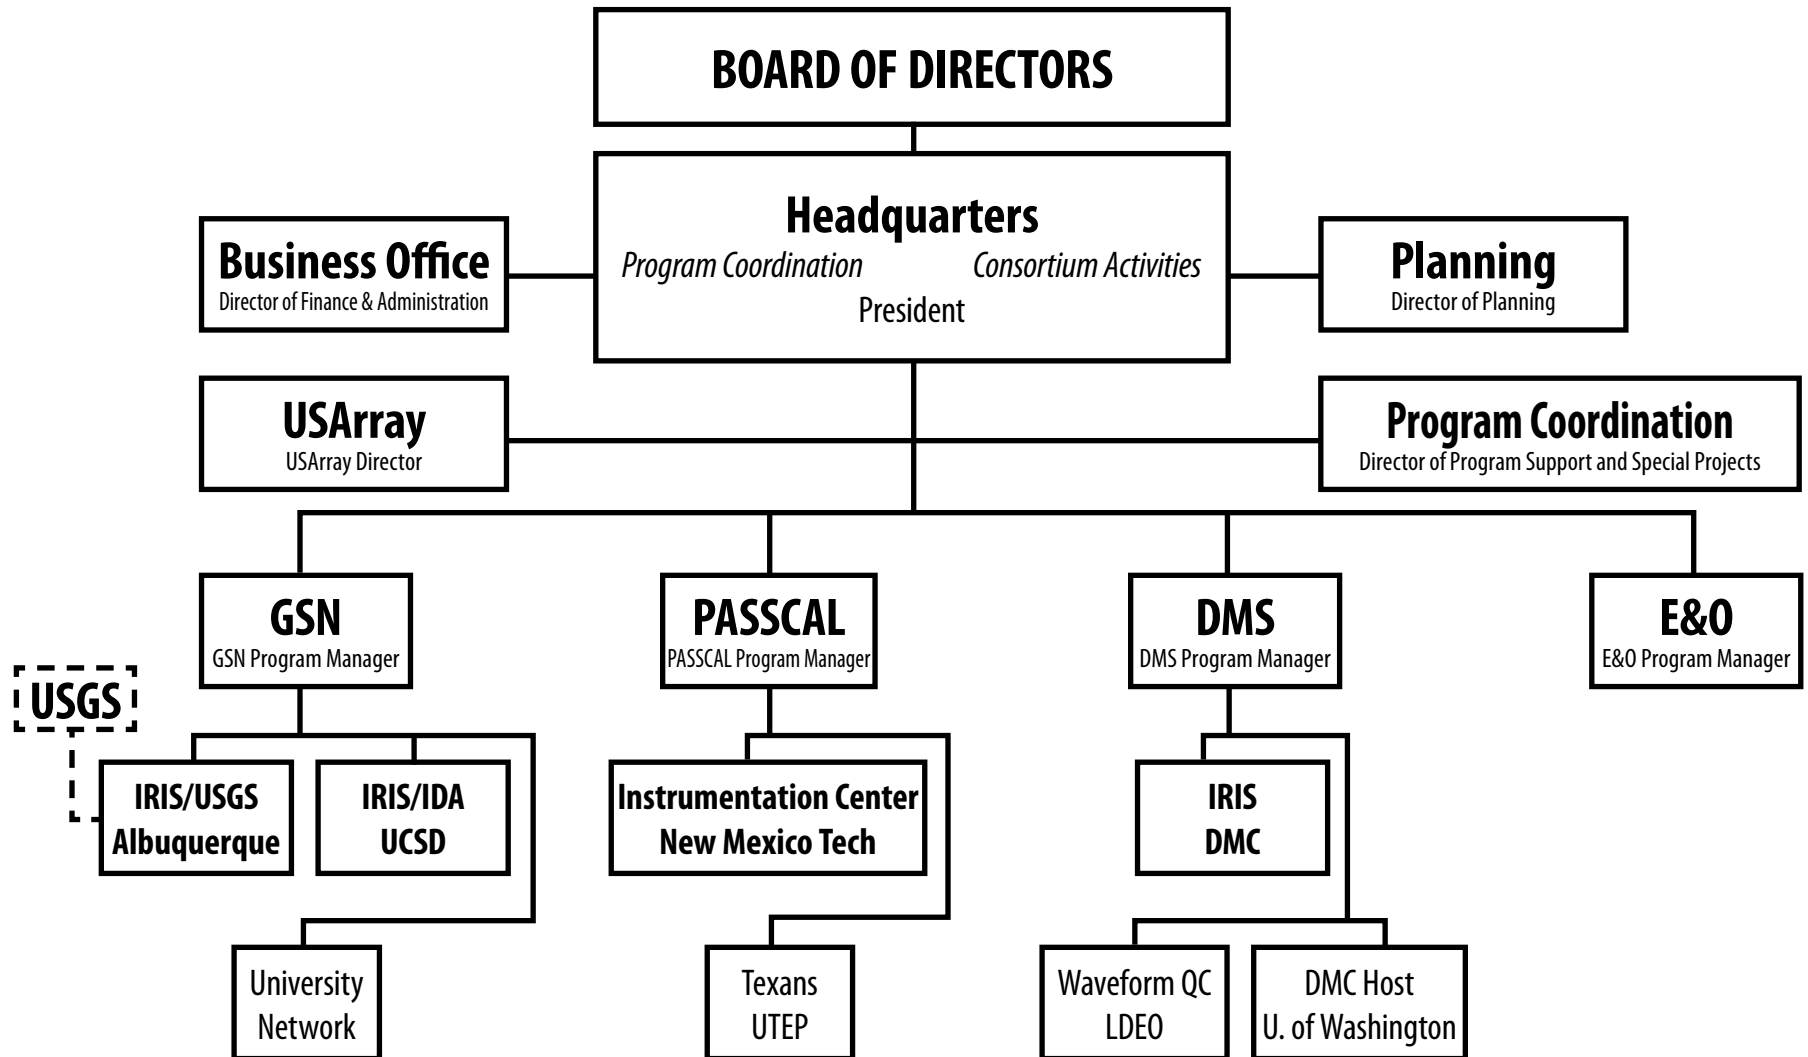 BOARD OF DIRECTORS
Headquarters
Program Coordination
Consortium Activities
President
Business Office
Director of Finance & Administration
Planning
Director of Planning
USArray
USArray Director
Program Coordination
Director of Program Support and Special Projects
GSN
GSN Program Manager
PASSCAL
PASSCAL Program Manager
DMS
DMS Program Manager
E&O
E&O Program Manager
USGS
IRIS/USGS
Albuquerque
IRIS/IDA
UCSD
Instrumentation Center
New Mexico Tech
IRIS
DMC
University
Network
Texans
UTEP
Waveform QC
LDEO
DMC Host
U. of Washington